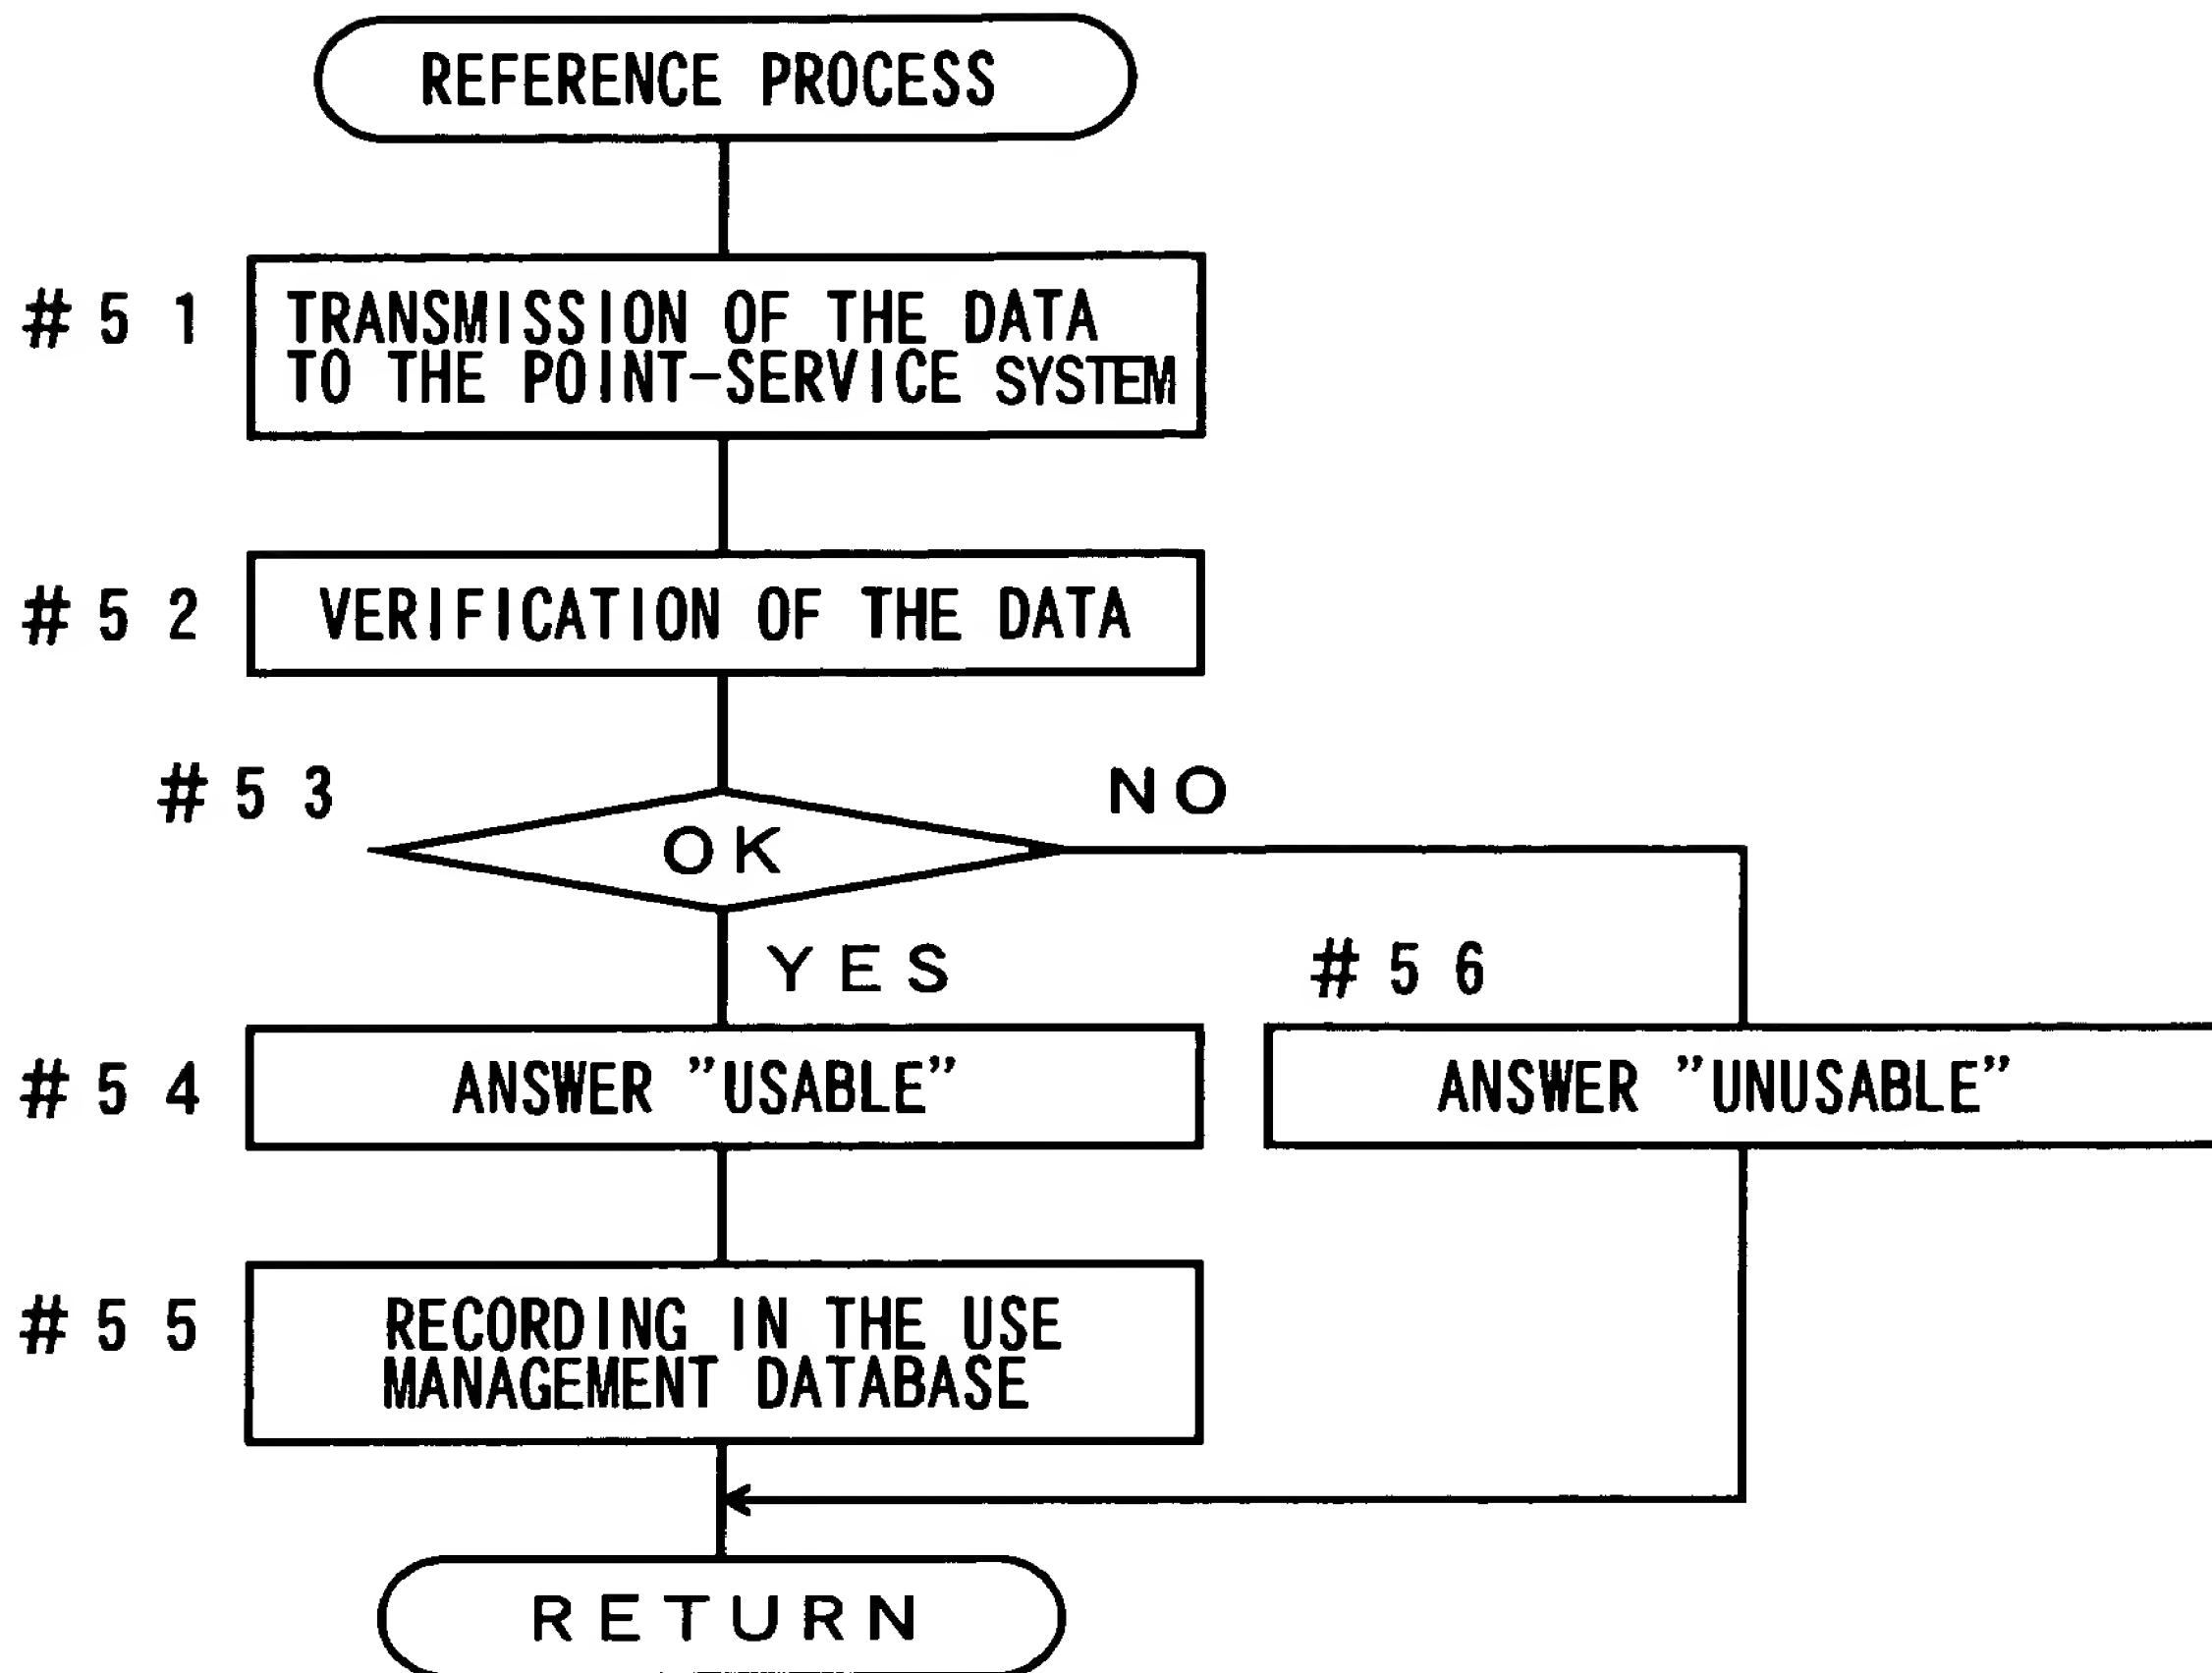 REFERENCE PROCESS
#51
TRANSMISSION OF THE DATA
TO THE POINT-SERVICE SYSTEM
#52
VERIFICATION OF THE DATA
#53
OK
NO
YES
#56
#54
ANSWER ”USABLE”
ANSWER ”UNUSABLE”
#55
RECORDING IN THE USE
MANAGEMENT DATABASE
RETURN